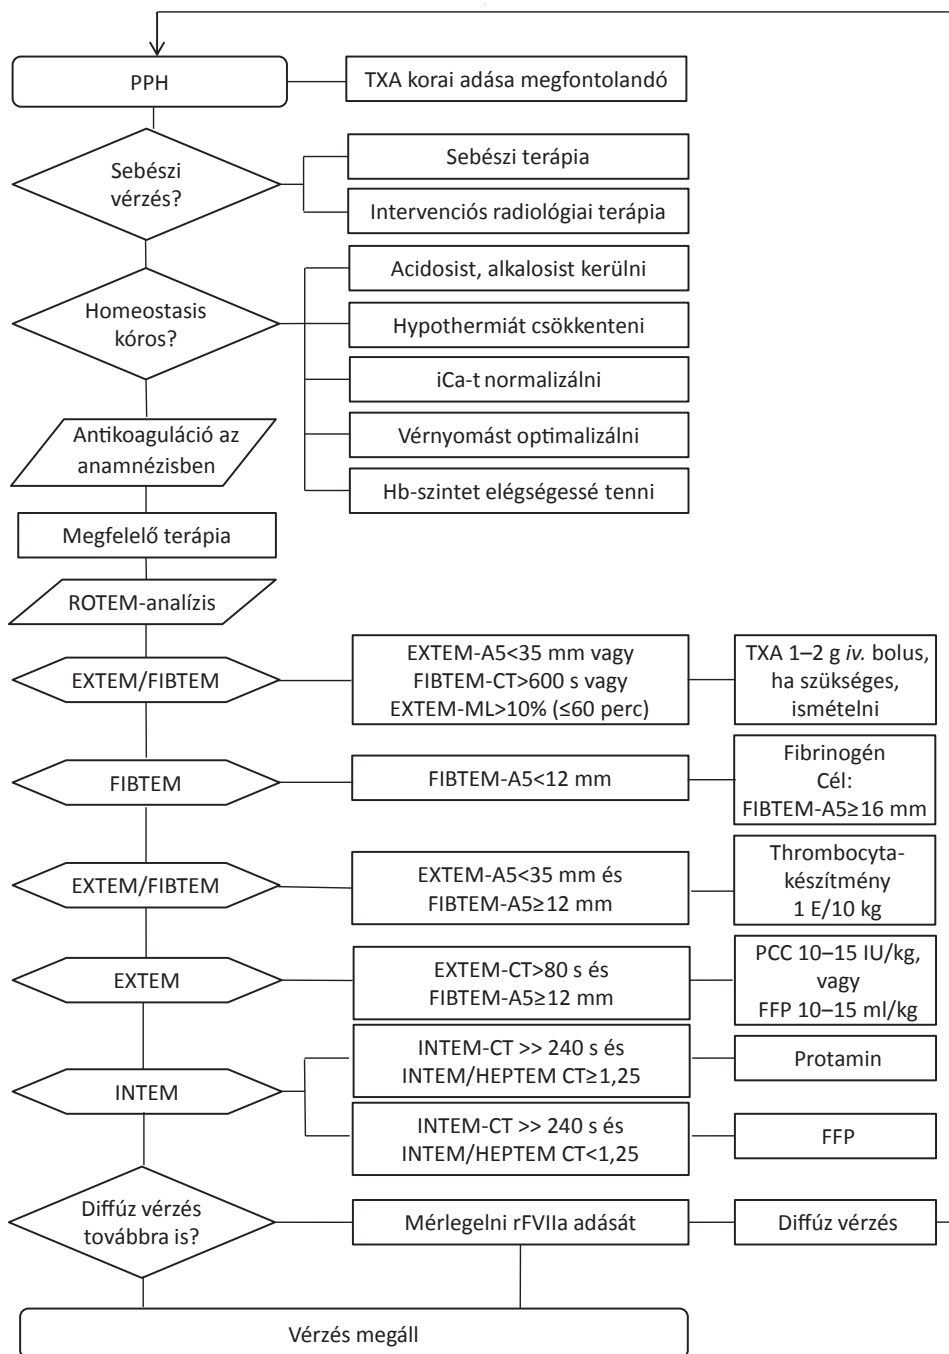 PPH
TXA korai adása megfontolandó
Sebészi
vérzés?
Sebészi terápia
Intervenciós radiológiai terápia
Homeostasis
kóros?
Acidosist, alkalosist kerülni
Hypothermiát csökkenteni
iCa-t normalizálni
Vérnyomást optimalizálni
Hb-szintet elégségessé tenni
Antikoaguláció az
anamnézisben
Megfelelő terápia
ROTEM-analízis
EXTEM/FIBTEM
EXTEM-A5<35 mm vagy
FIBTEM-CT>600 s vagy
EXTEM-ML>10% (≤60 perc)
TXA 1–2 g iv. bolus,
ha szükséges,
ismételni
FIBTEM
FIBTEM-A5<12 mm
Fibrinogén
Cél:
FIBTEM-A5≥16 mm
EXTEM/FIBTEM
EXTEM-A5<35 mm és
FIBTEM-A5≥12 mm
Thrombocyta-
készítmény
1 E/10 kg
EXTEM
EXTEM-CT>80 s és
FIBTEM-A5≥12 mm
PCC 10–15 IU/kg,
vagy
FFP 10–15 ml/kg
INTEM
INTEM-CT >> 240 s és
INTEM/HEPTEM CT≥1,25
Protamin
INTEM-CT >> 240 s és
INTEM/HEPTEM CT<1,25
FFP
Diffúz vérzés
továbbra is?
Mérlegelni rFVIIa adását
Diffúz vérzés
Vérzés megáll